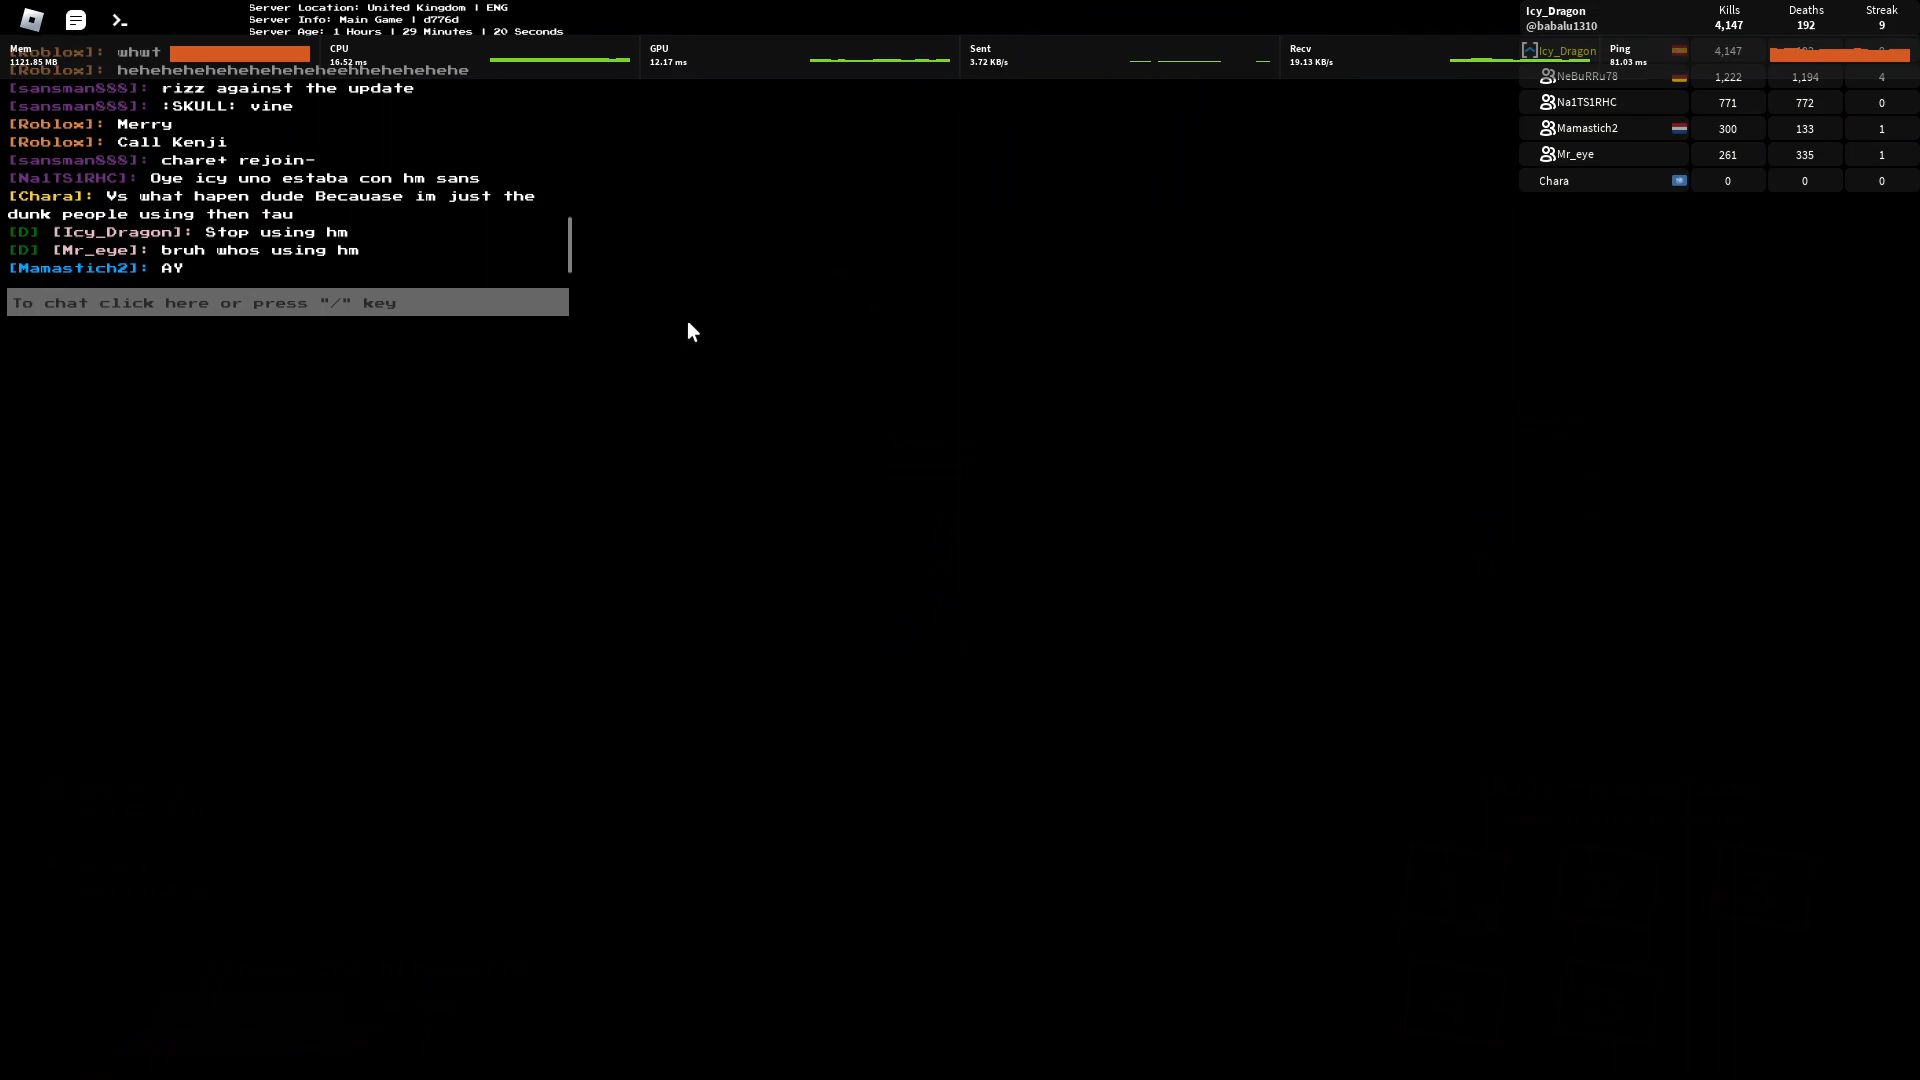 Server Location: United Kingdom | ENG
Server Info: Main Game | d776d
Server Age: 1 Hours | 29 Minutes | 20 Seconds
Mem
1121.85 MB
CPU
16.52 ms
GPU
12.17 ms
Sent
3.72 KB/s
Recv
19.13 KB/s
Ping
81.03 ms
[Roblox]: whwt
[Roblox]: hehehehehehehehehehehheehhehehehehe
[sansman888]: rizz against the update
[sansman888]: :SKULL: vine
[Roblox]: Merry
[Roblox]: Call Kenji
[sansman888]: chare+ rejoin-
[Na1TS1RHC]: Oye icy uno estaba con hm sans
[Chara]: Vs what hapen dude Becauase im just the
dunk people using then tau
[D] [Icy_Dragon]: Stop using hm
[D] [Mr_eye]: bruh whos using hm
[Mamastich2]: AY
To chat click here or press "/" key
Icy_Dragon Kills Deaths Streak
@babalu1310 4,147 192 9
Icy_Dragon 4,147 192 9
NeBuRRu78 1,222 1,194 4
Na1TS1RHC 771 772 0
Mamastich2 300 133 1
Mr_eye 261 335 1
Chara 0 0 0